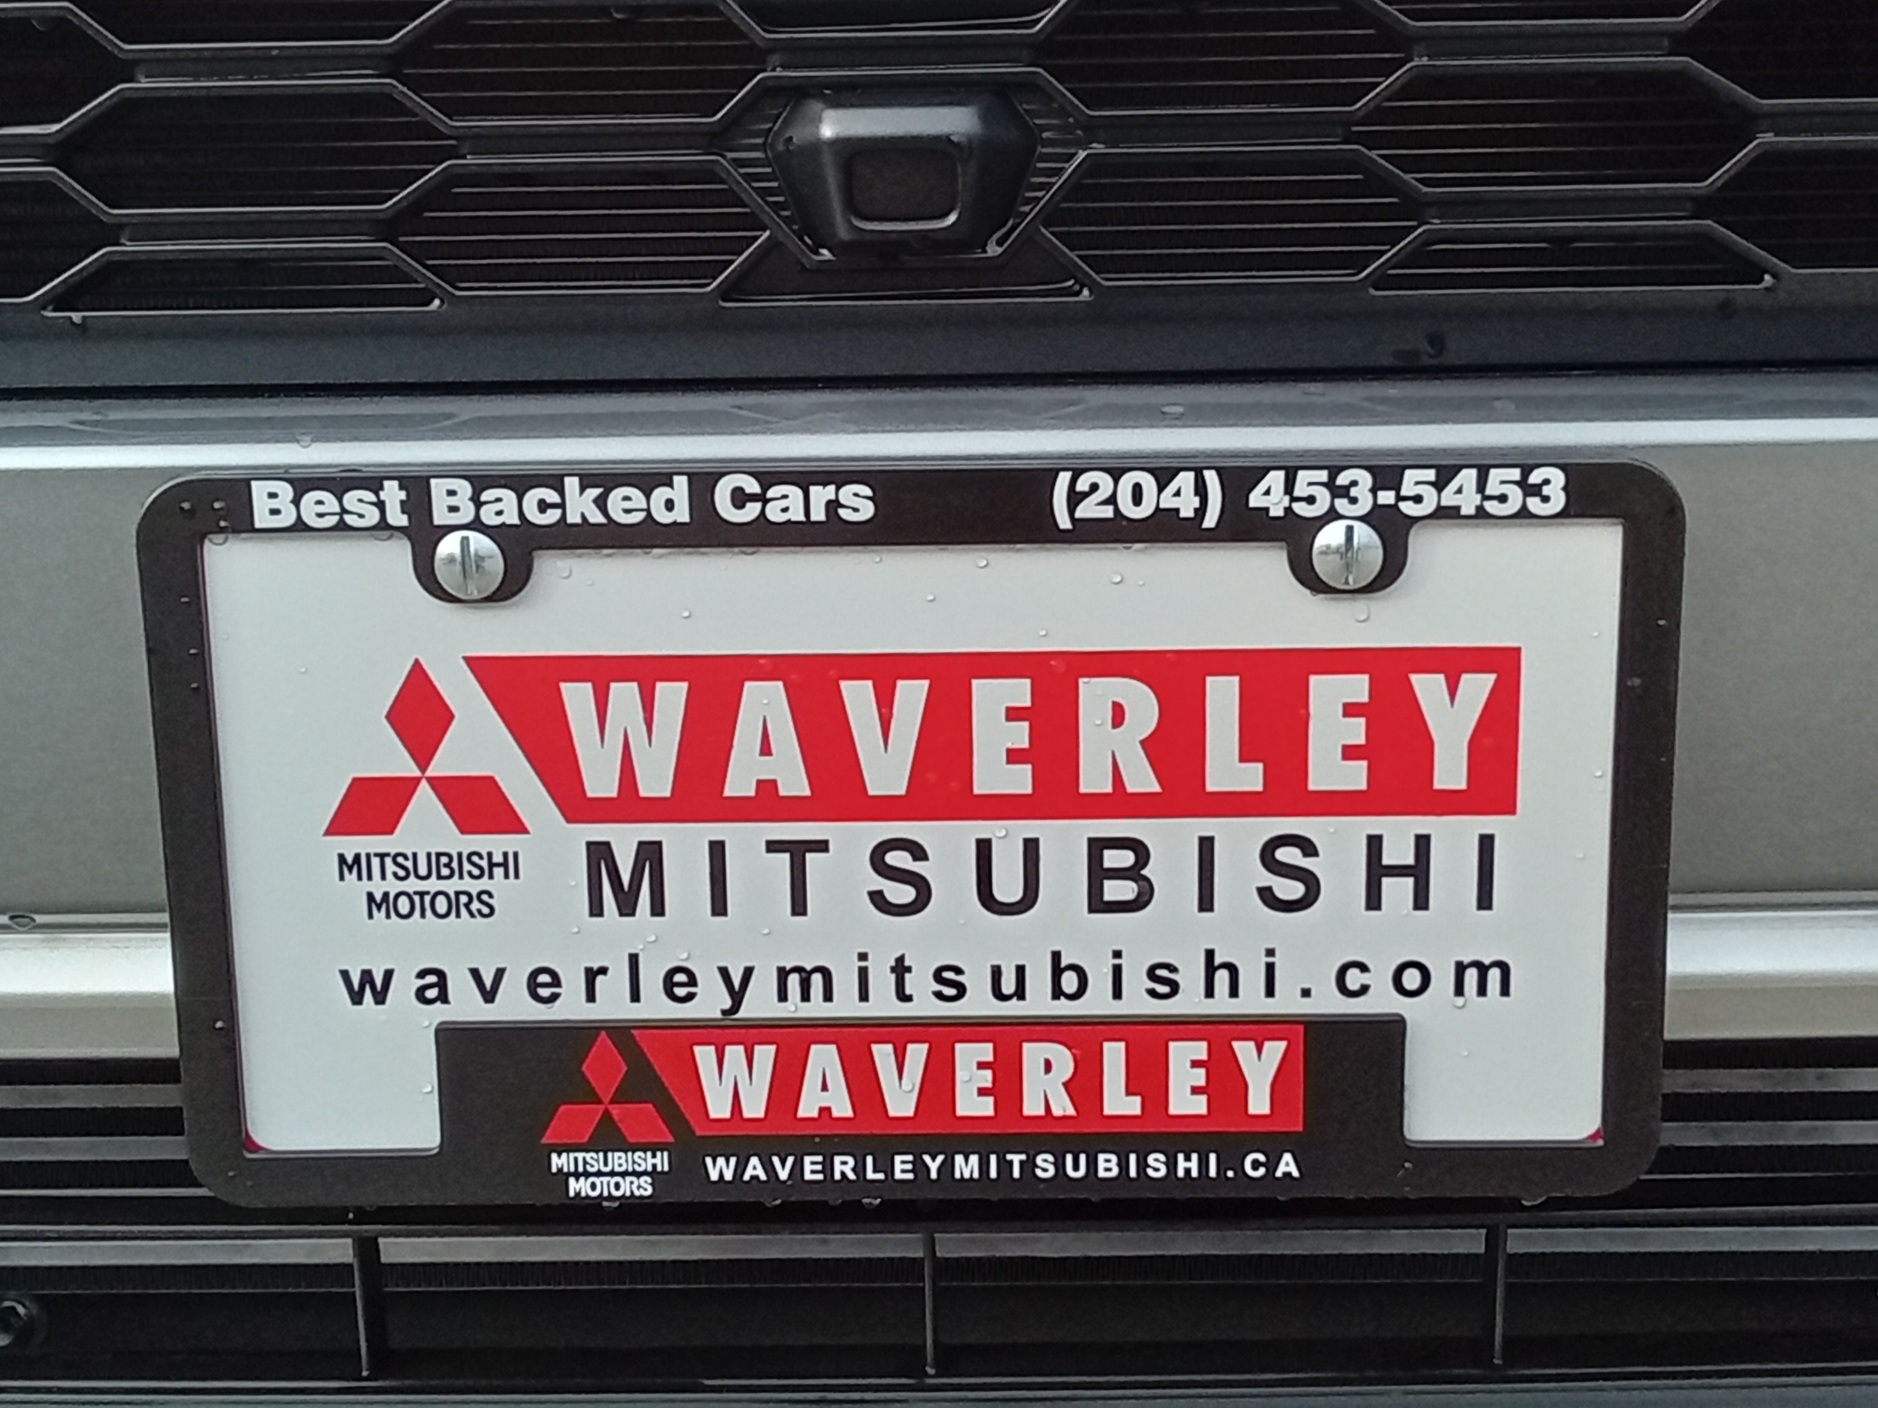 Best Backed Cars (204) 453-5453
WAVERLEY
MITSUBISHI
MITSUBISHI
MOTORS
waverleymitsubishi.com
WAVERLEY
MITSUBISHI
MOTORS
WAVERLEYMITSUBISHI.CA